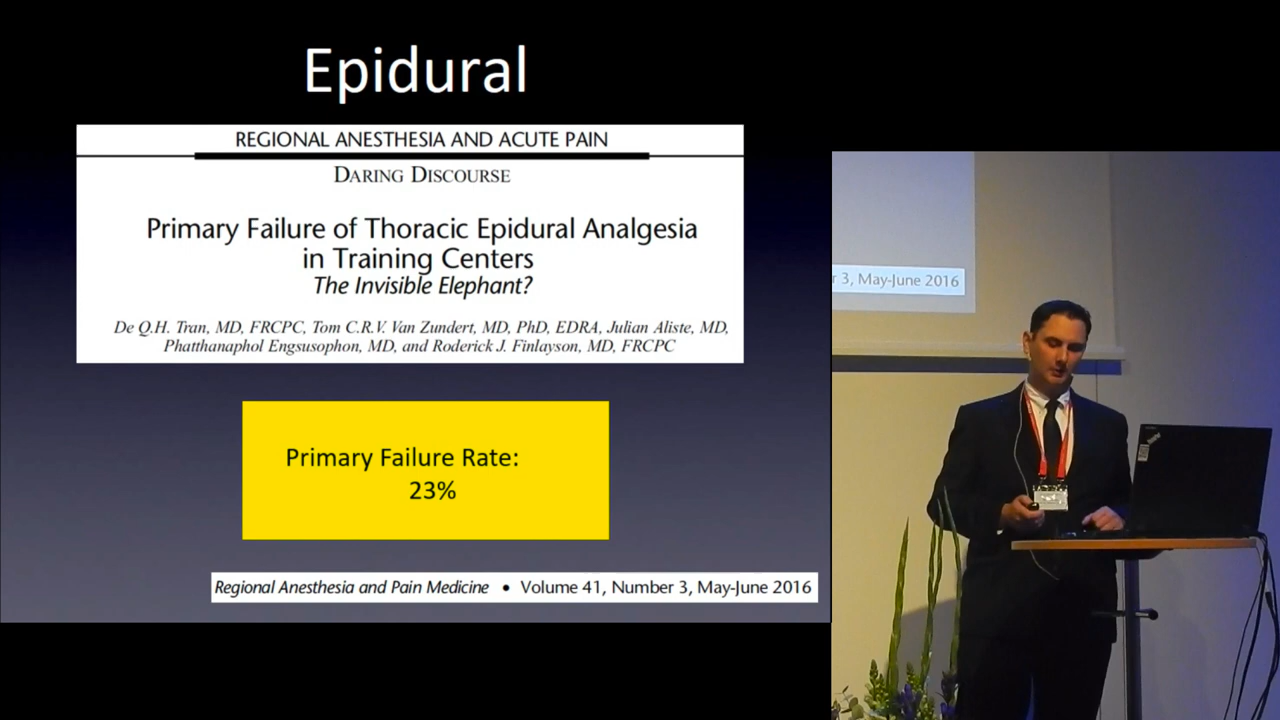 Epidural
REGIONAL ANESTHESIA AND ACUTE PAIN
DARING DISCOURSE
Primary Failure of Thoracic Epidural Analgesia
in Training Centers
The Invisible Elephant?
De Q.H. Tran, MD, FRCPC, Tom C.R.V. Van Zundert, MD, PhD, EDRA, Julian Aliste, MD,
Phatthanaphol Engsusophon, MD, and Roderick J. Finlayson, MD, FRCPC
Primary Failure Rate:
23%
Regional Anesthesia and Pain Medicine • Volume 41, Number 3, May-June 2016
r 3, May-June 2016